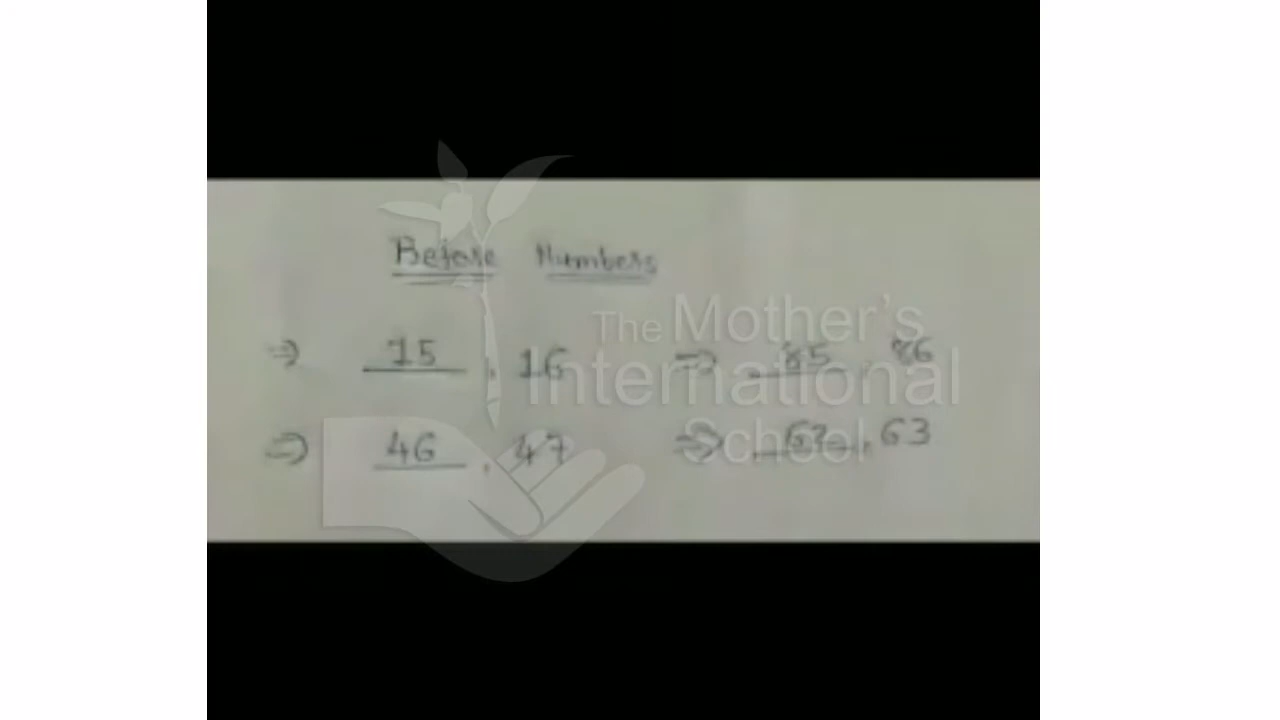 Before Numbers
⇒ 15 , 16 ⇒ 85 , 86
⇒ 46 , 47 ⇒ 62 , 63
The Mother's
International
School